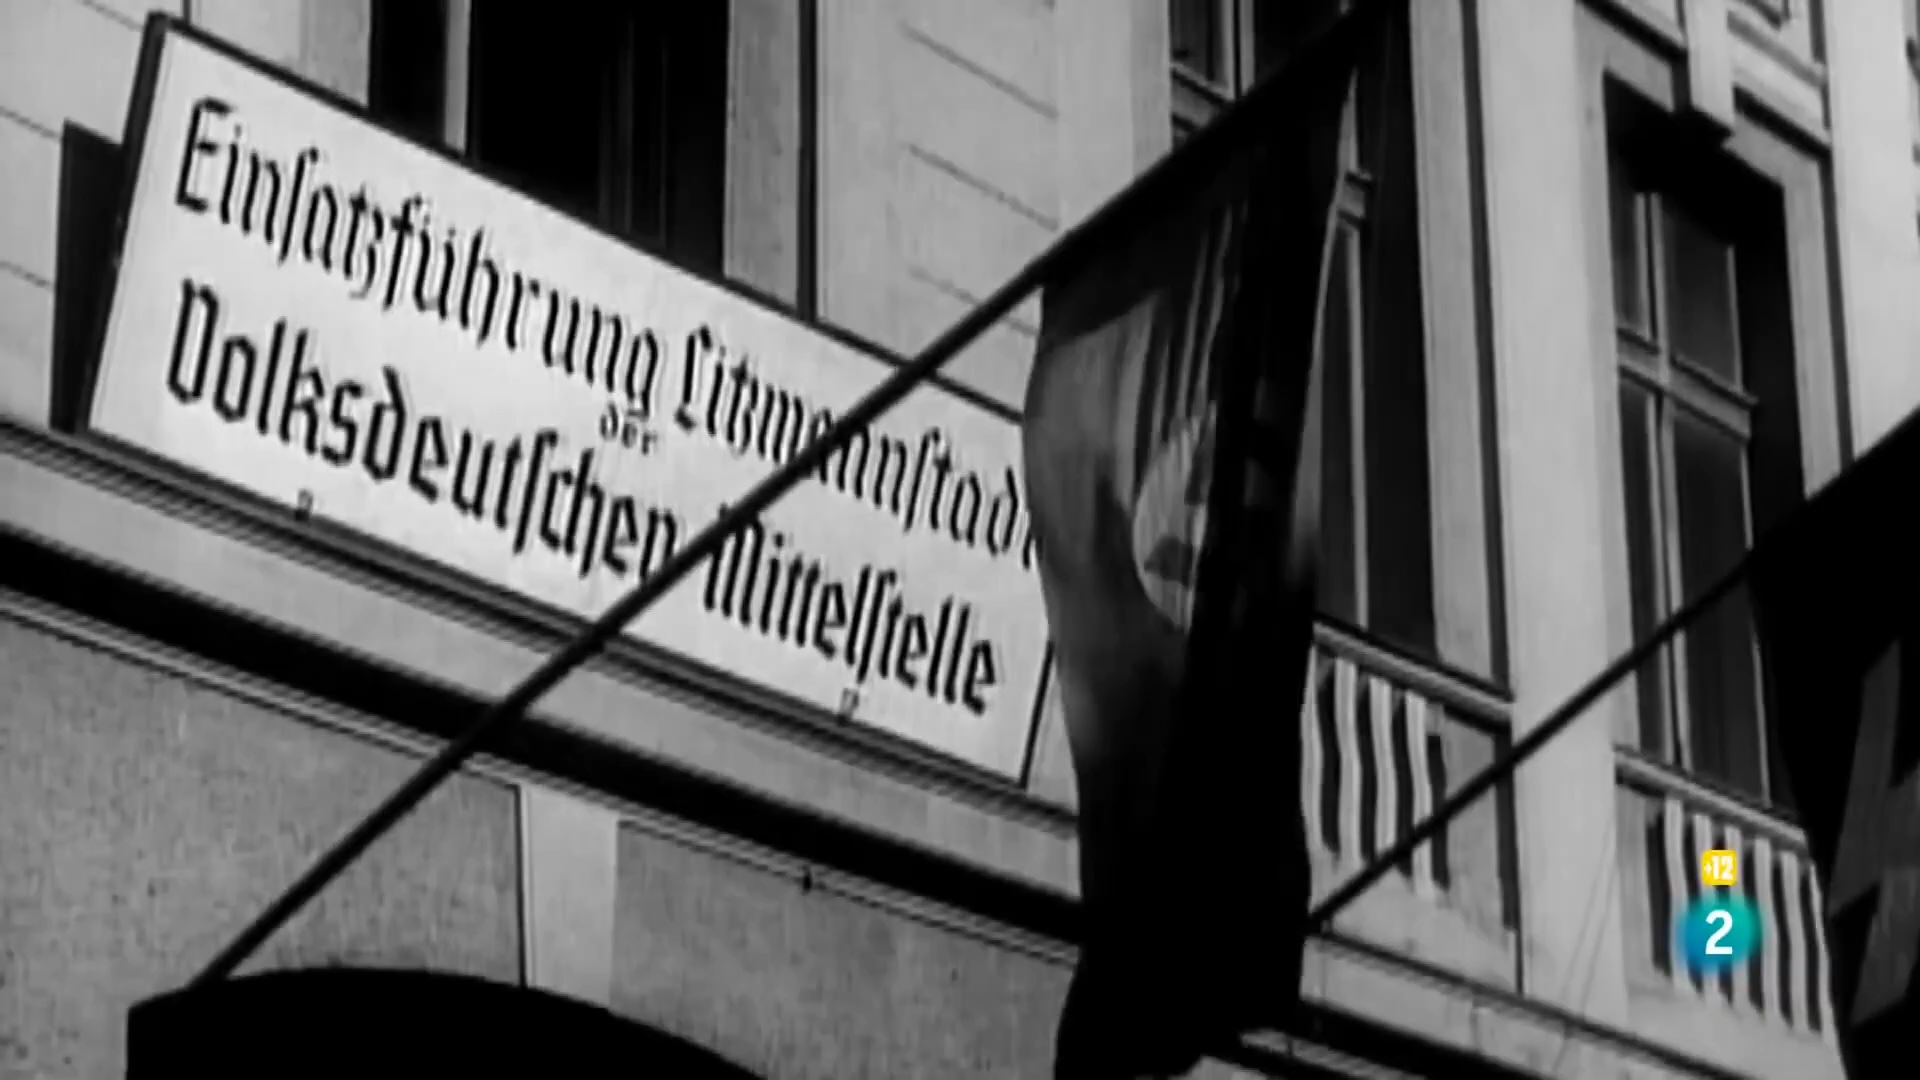 Einsatzführung Litzmannstadt
der
Volksdeutschen Mittelstelle
+12
2